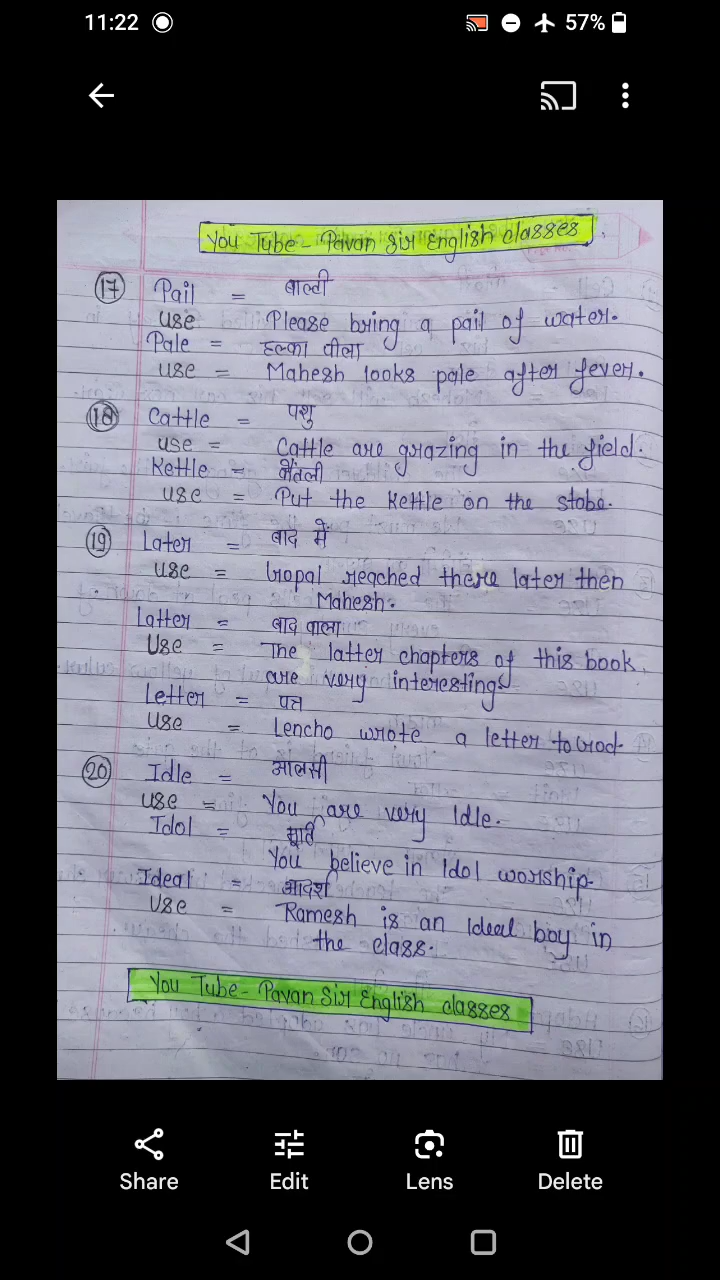 11:22
57%
You Tube - Pavan Sir English classes
17 Pail = बाल्टी
use Please bring a pail of water.
Pale = हल्का पीला
use = Mahesh looks pale after fever.
18 Cattle = पशु
use = Cattle are grazing in the field.
Kettle = केंतली
use = Put the kettle on the stobe.
19 Later = बाद में
use = Gopal reached there later then
Mahesh.
Latter = बाद वाला
Use = The latter chapters of this book
are very interesting
Letter = पत्र
use = Lencho wrote a letter to God.
20 Idle = आलसी
use = You are very Idle.
Idol = मूर्ति
You believe in Idol worship.
Ideal = आदर्श
Use = Ramesh is an Ideal boy in
the class.
You Tube - Pavan Sir English classes
Share Edit Lens Delete